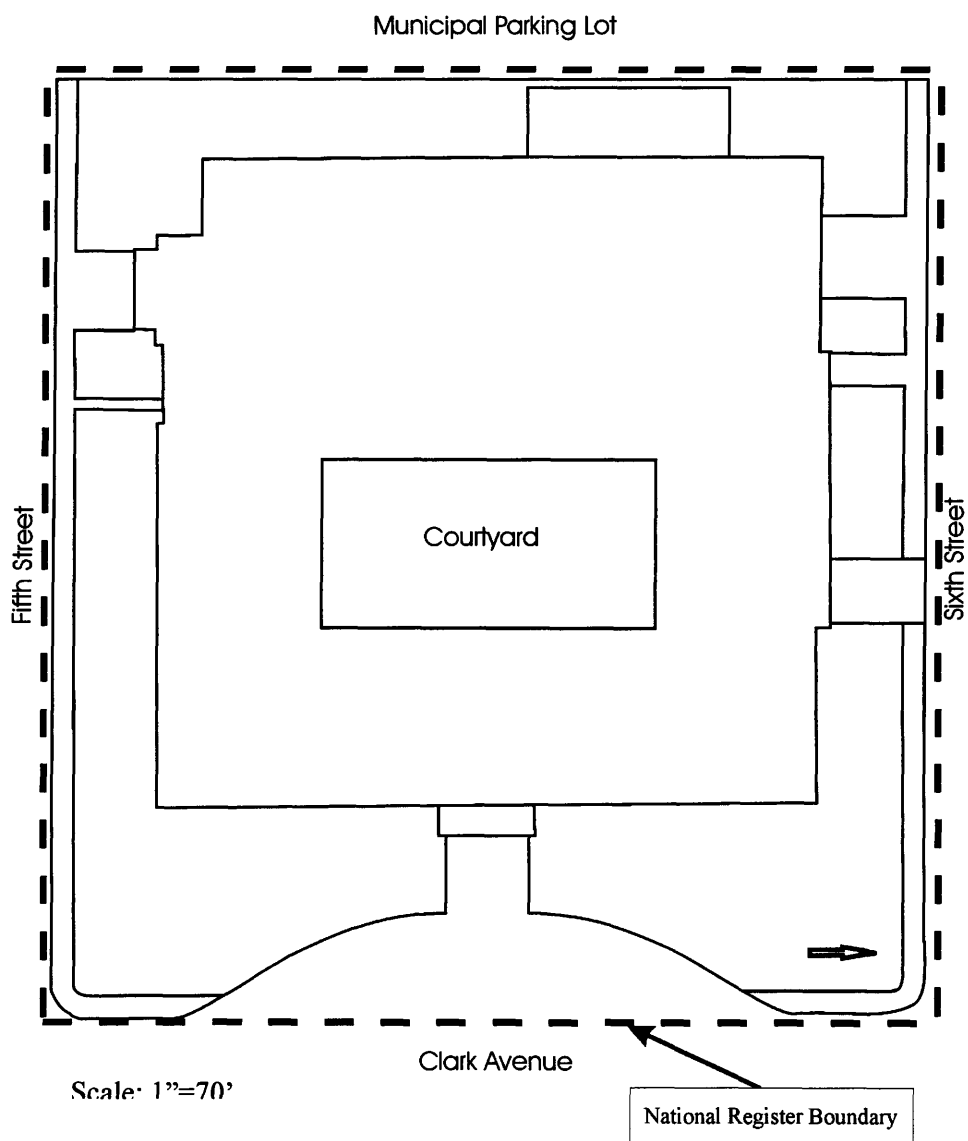 Municipal Parking Lot
Fifth Street
Courtyard
Sixth Street
Clark Avenue
Scale: 1”=70’
National Register Boundary